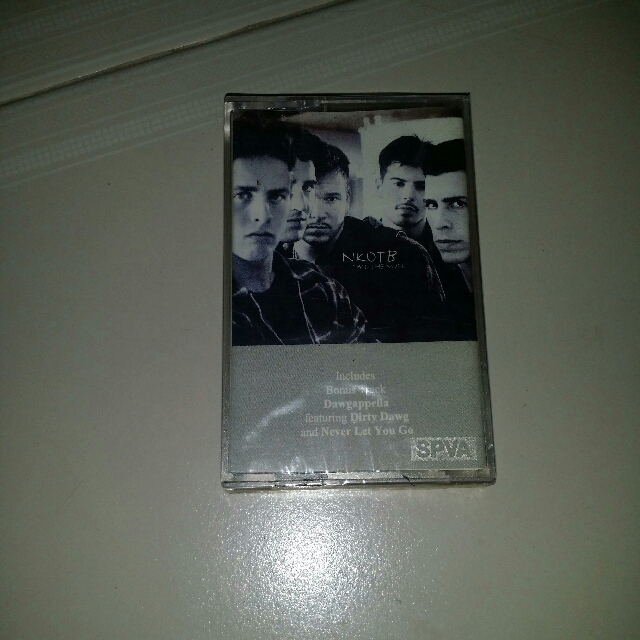 NKOTB
Includes
Bonus Track
Dawgappella
featuring Dirty Dawg
and Never Let You Go
SPVA